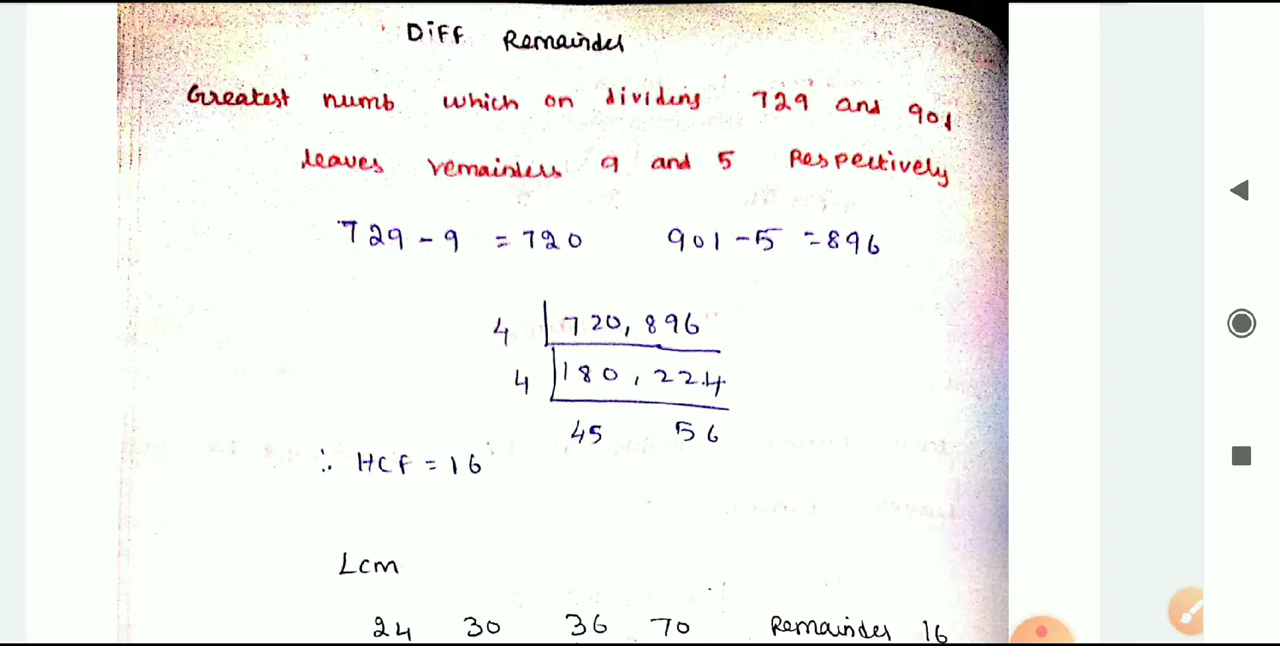 Diff Remainder
Greatest numb which on dividing 729 and 901
leaves remainders 9 and 5 Respectively
729 - 9 = 720 901 - 5 = 896
4 720, 896
4 180, 224
45 56
∴ HCF = 16
Lcm
24 30 36 70 Remainder 16